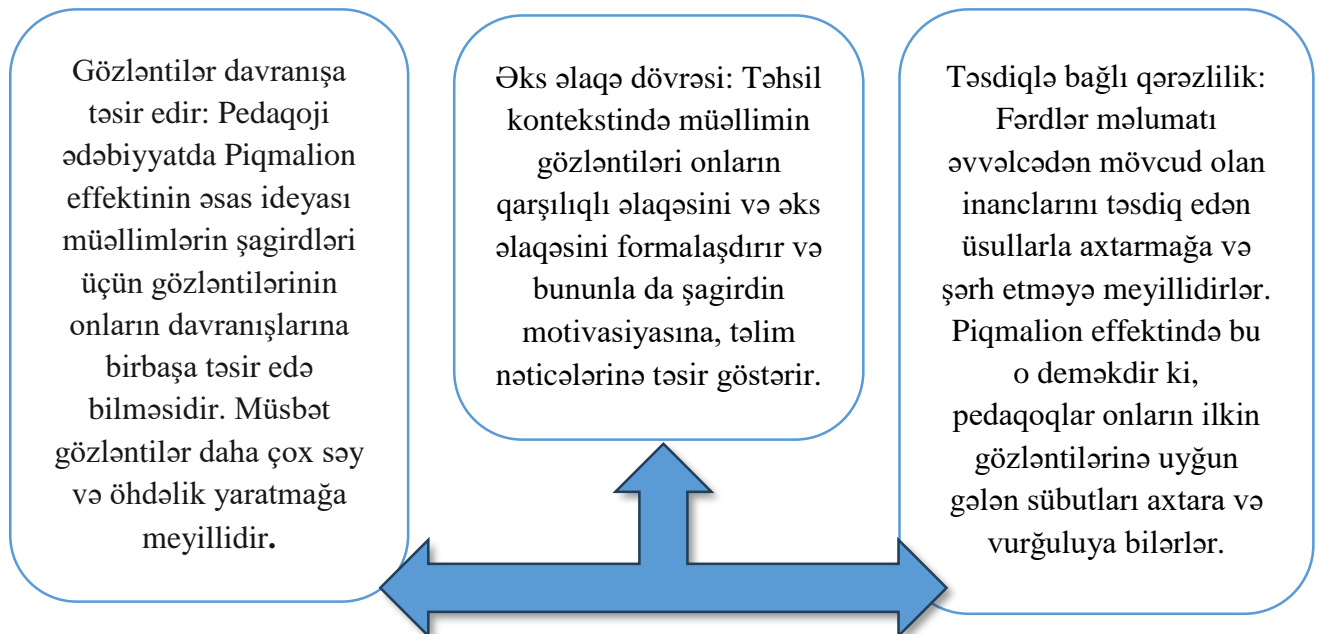 Gözləntilər davranışa
təsir edir: Pedaqoji
ədəbiyyatda Piqmalion
effektinin əsas ideyası
müəllimlərin şagirdləri
üçün gözləntilərinin
onların davranışlarına
birbaşa təsir edə
bilməsidir. Müsbət
gözləntilər daha çox səy
və öhdəlik yaratmağa
meyillidir.
Əks əlaqə dövrəsi: Təhsil
kontekstində müəllimin
gözləntiləri onların
qarşılıqlı əlaqəsini və əks
əlaqəsini formalaşdırır və
bununla da şagirdin
motivasiyasına, təlim
nəticələrinə təsir göstərir.
Təsdiqlə bağlı qərəzlilik:
Fərdlər məlumatı
əvvəlcədən mövcud olan
inanclarını təsdiq edən
üsullarla axtarmağa və
şərh etməyə meyillidirlər.
Piqmalion effektində bu
o deməkdir ki,
pedaqoqlar onların ilkin
gözləntilərinə uyğun
gələn sübutları axtara və
vurğuluya bilərlər.